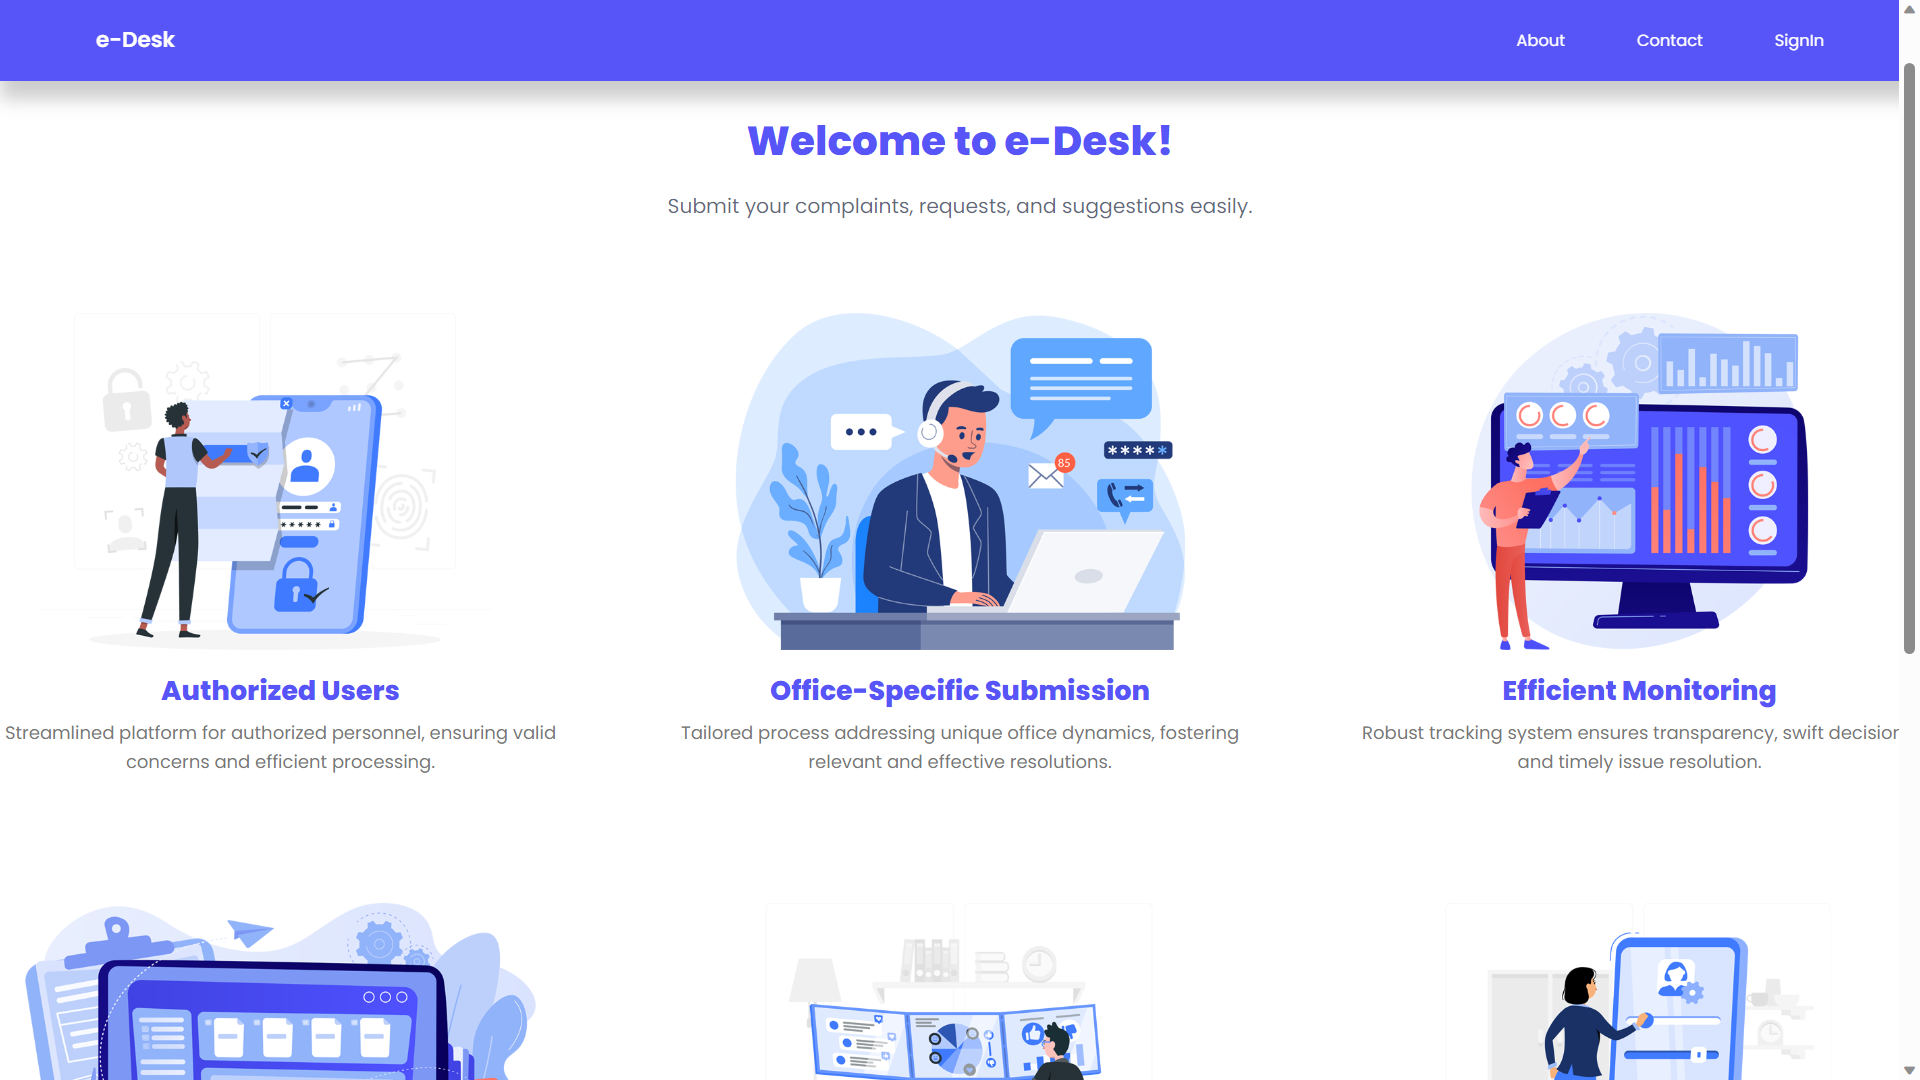 e-Desk
About
Contact
SignIn
Welcome to e-Desk!
Submit your complaints, requests, and suggestions easily.
85
*****
*****
Authorized Users
Streamlined platform for authorized personnel, ensuring valid
concerns and efficient processing.
Office-Specific Submission
Tailored process addressing unique office dynamics, fostering
relevant and effective resolutions.
Efficient Monitoring
Robust tracking system ensures transparency, swift decision
and timely issue resolution.